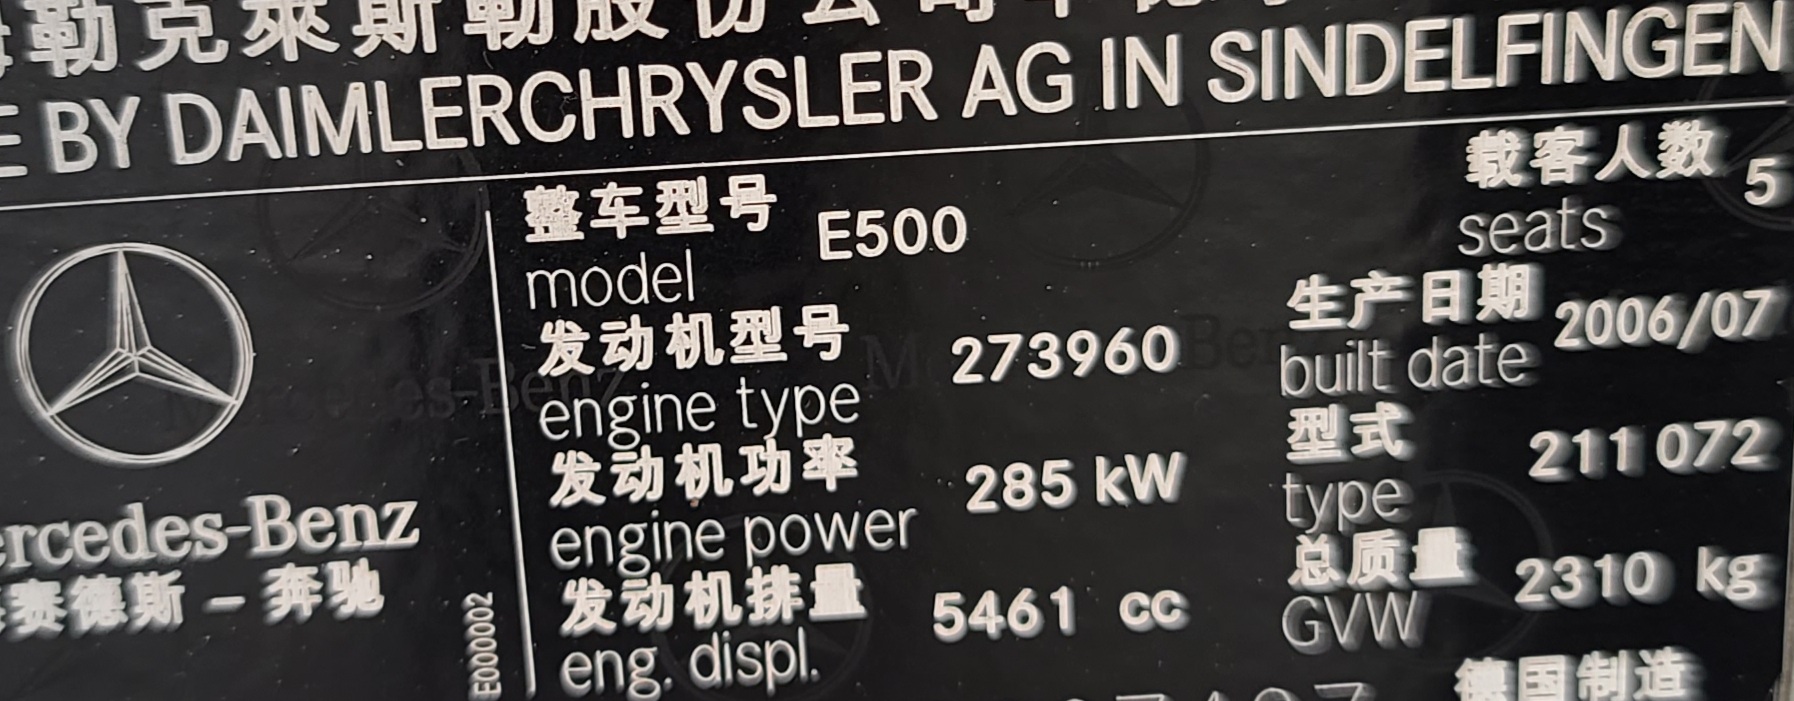 勒克萊斯勒股份公司
BY DAIMLERCHRYSLER AG IN SINDELFINGEN
整车型号 E500
model
发动机型号 273960
engine type
发动机功率 285 kW
engine power
发动机排量 5461 cc
eng. displ.
载客人数 5
seats
生产日期 2006/07
built date
型式 211 072
type
总质量 2310 kg
GVW
德国制造
rcedes-Benz
赛德斯 – 奔驰
E000002
Mercedes-Benz